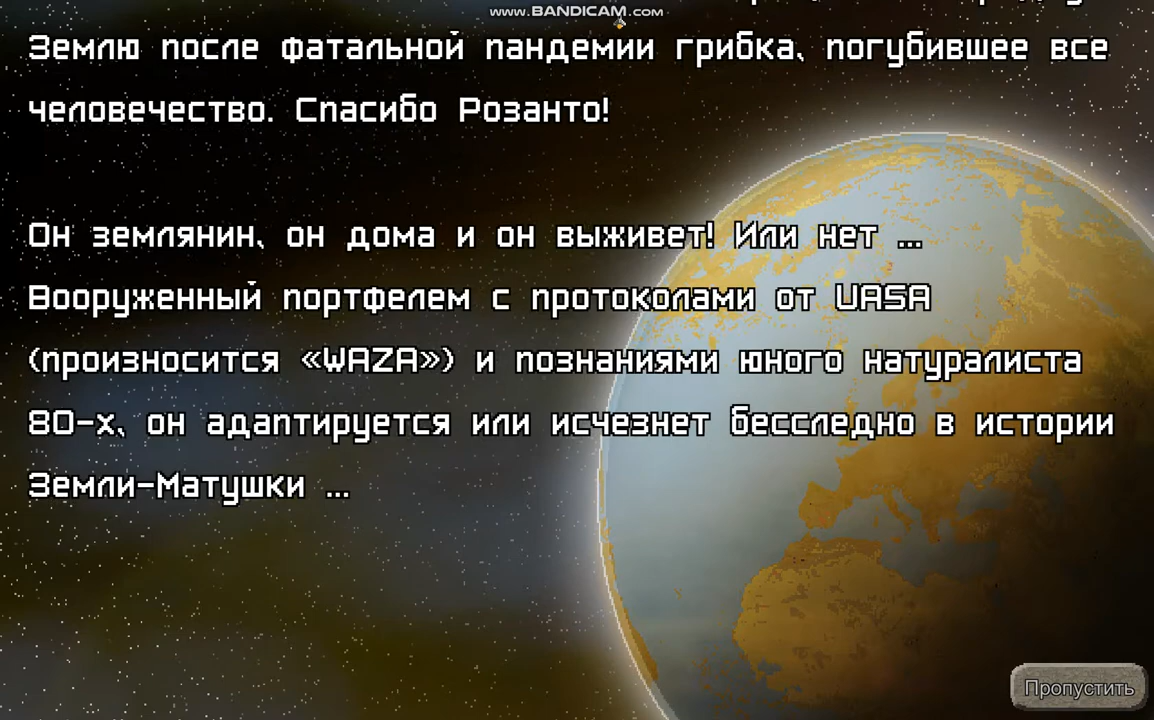 www.BANDICAM.com
Землю после фатальной пандемии грибка, погубившее все
человечество. Спасибо Розанто!
Он землянин, он дома и он выживет! Или нет ...
Вооруженный портфелем с протоколами от UASA
(произносится «WAZA») и познаниями юного натуралиста
80-х, он адаптируется или исчезнет бесследно в истории
Земли-Матушки ...
Пропустить